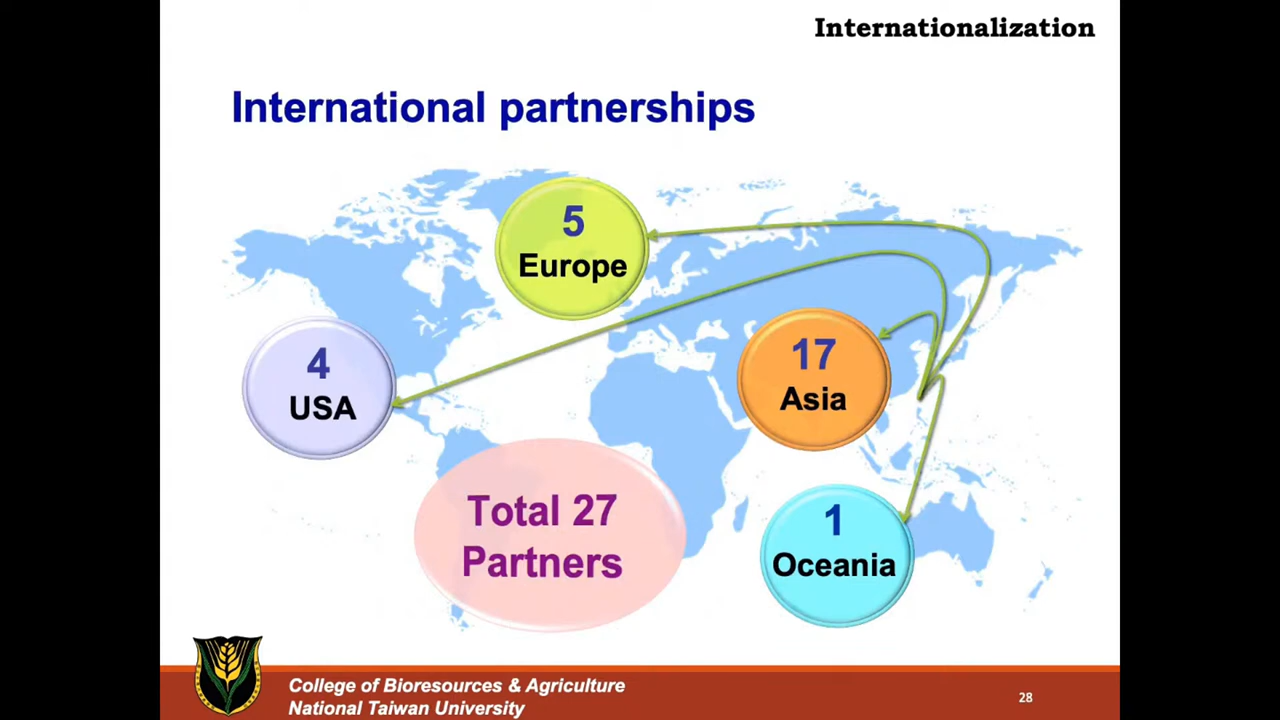 Internationalization
International partnerships
5
Europe
4
USA
17
Asia
Total 27
Partners
1
Oceania
College of Bioresources & Agriculture
National Taiwan University
28